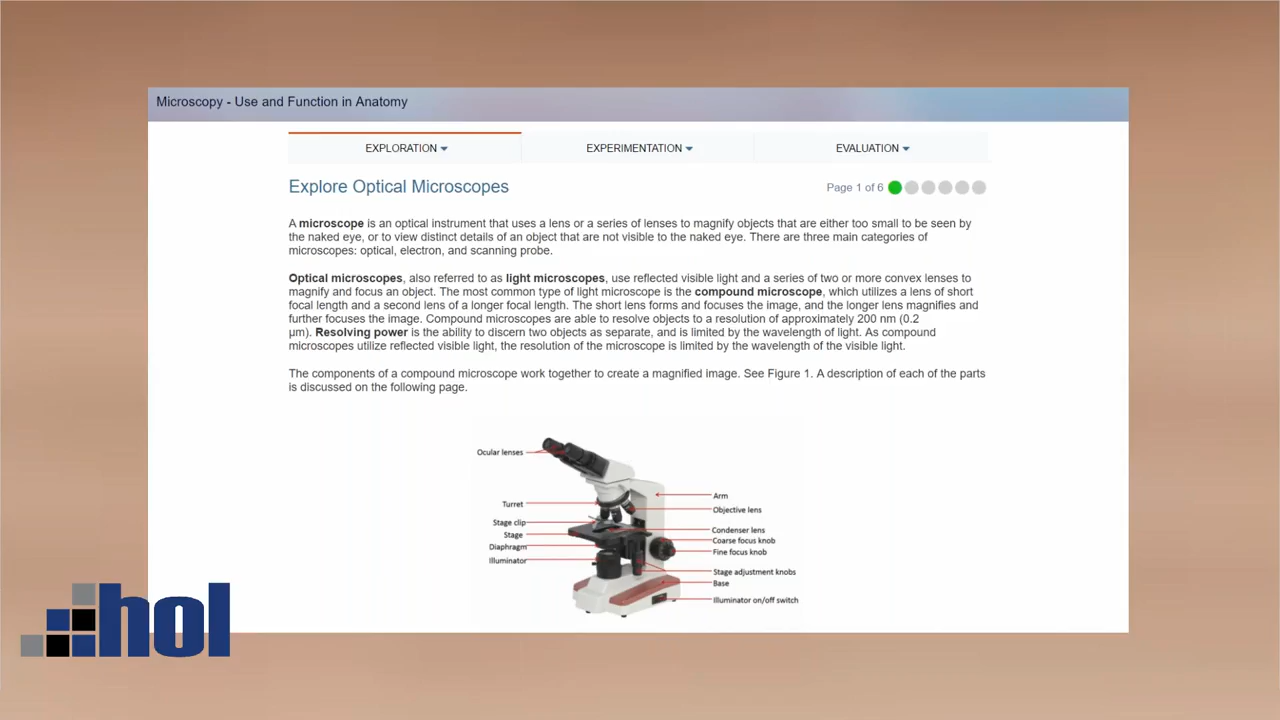 Microscopy - Use and Function in Anatomy
EXPLORATION
EXPERIMENTATION
EVALUATION
Explore Optical Microscopes
Page 1 of 6
A microscope is an optical instrument that uses a lens or a series of lenses to magnify objects that are either too small to be seen by
the naked eye, or to view distinct details of an object that are not visible to the naked eye. There are three main categories of
microscopes: optical, electron, and scanning probe.
Optical microscopes, also referred to as light microscopes, use reflected visible light and a series of two or more convex lenses to
magnify and focus an object. The most common type of light microscope is the compound microscope, which utilizes a lens of short
focal length and a second lens of a longer focal length. The short lens forms and focuses the image, and the longer lens magnifies and
further focuses the image. Compound microscopes are able to resolve objects to a resolution of approximately 200 nm (0.2
μm). Resolving power is the ability to discern two objects as separate, and is limited by the wavelength of light. As compound
microscopes utilize reflected visible light, the resolution of the microscope is limited by the wavelength of the visible light.
The components of a compound microscope work together to create a magnified image. See Figure 1. A description of each of the parts
is discussed on the following page.
Ocular lenses
Turret
Stage clip
Stage
Diaphragm
Illuminator
Arm
Objective lens
Condenser lens
Coarse focus knob
Fine focus knob
Stage adjustment knobs
Base
Illuminator on/off switch
hol